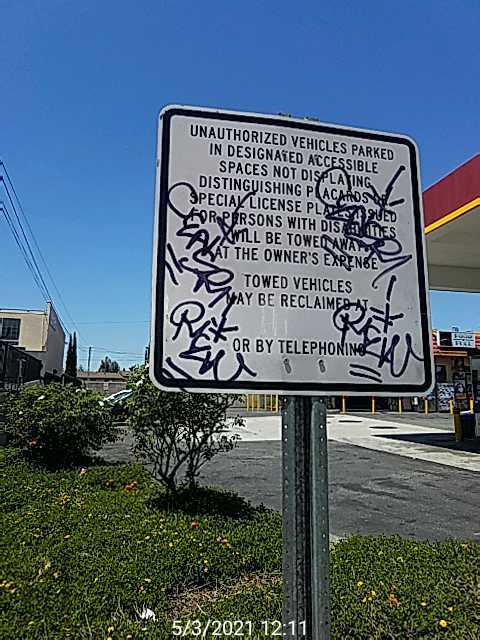 UNAUTHORIZED VEHICLES PARKED
IN DESIGNATED ACCESSIBLE
SPACES NOT DISPLAYING
DISTINGUISHING PLACARDS OR
SPECIAL LICENSE PLATES ISSUED
FOR PERSONS WITH DISABILITIES
WILL BE TOWED AWAY
AT THE OWNER'S EXPENSE
TOWED VEHICLES
MAY BE RECLAIMED AT
OR BY TELEPHONING
5/3/2021 12:11